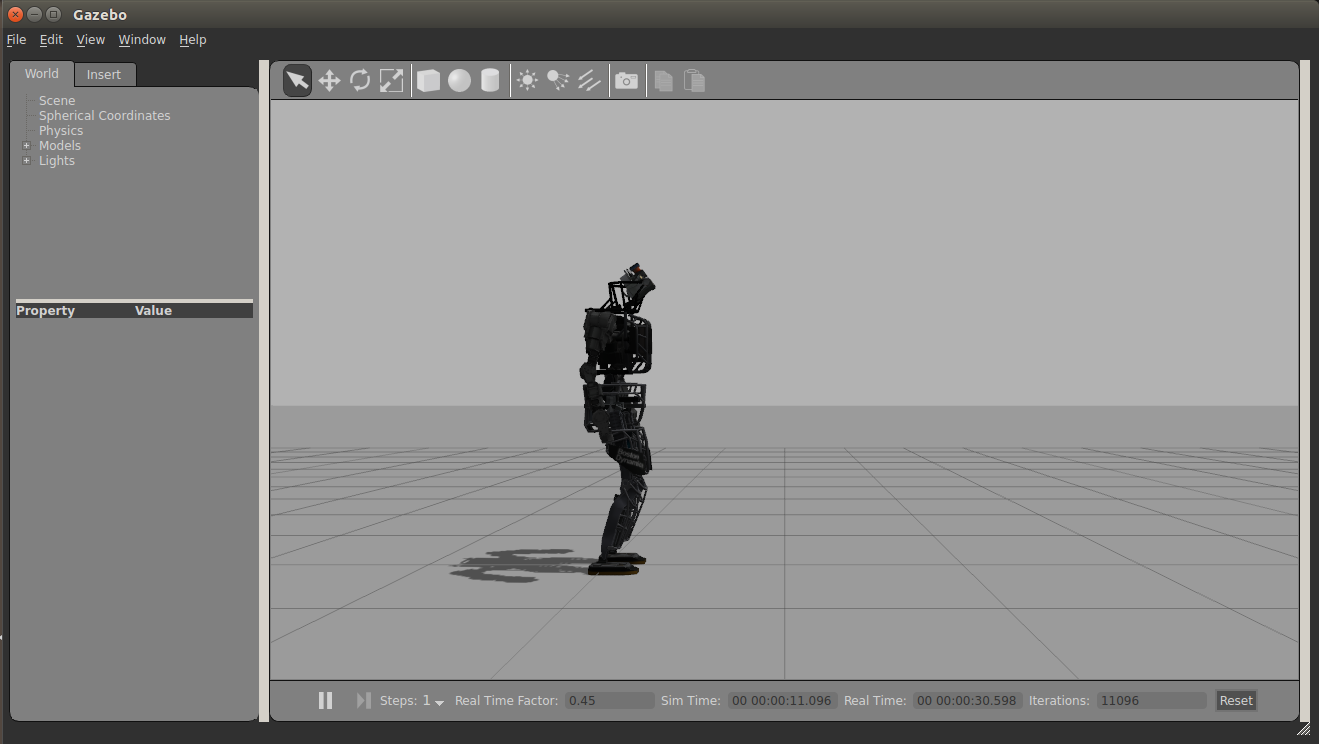 Gazebo
File Edit View Window Help
World Insert
Scene
Spherical Coordinates
Physics
Models
Lights
Property Value
Boston
Dynamics
Steps: 1 Real Time Factor: 0.45 Sim Time: 00 00:00:11.096 Real Time: 00 00:00:30.598 Iterations: 11096 Reset